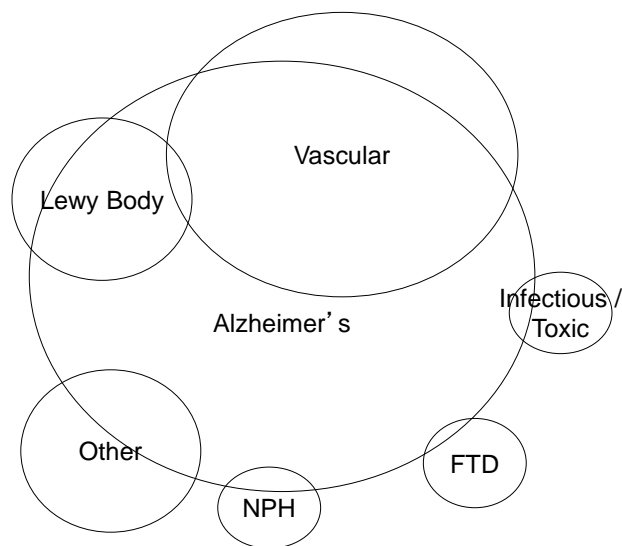 Vascular
Lewy Body
Infectious /
Toxic
Alzheimer’s
Other
FTD
NPH